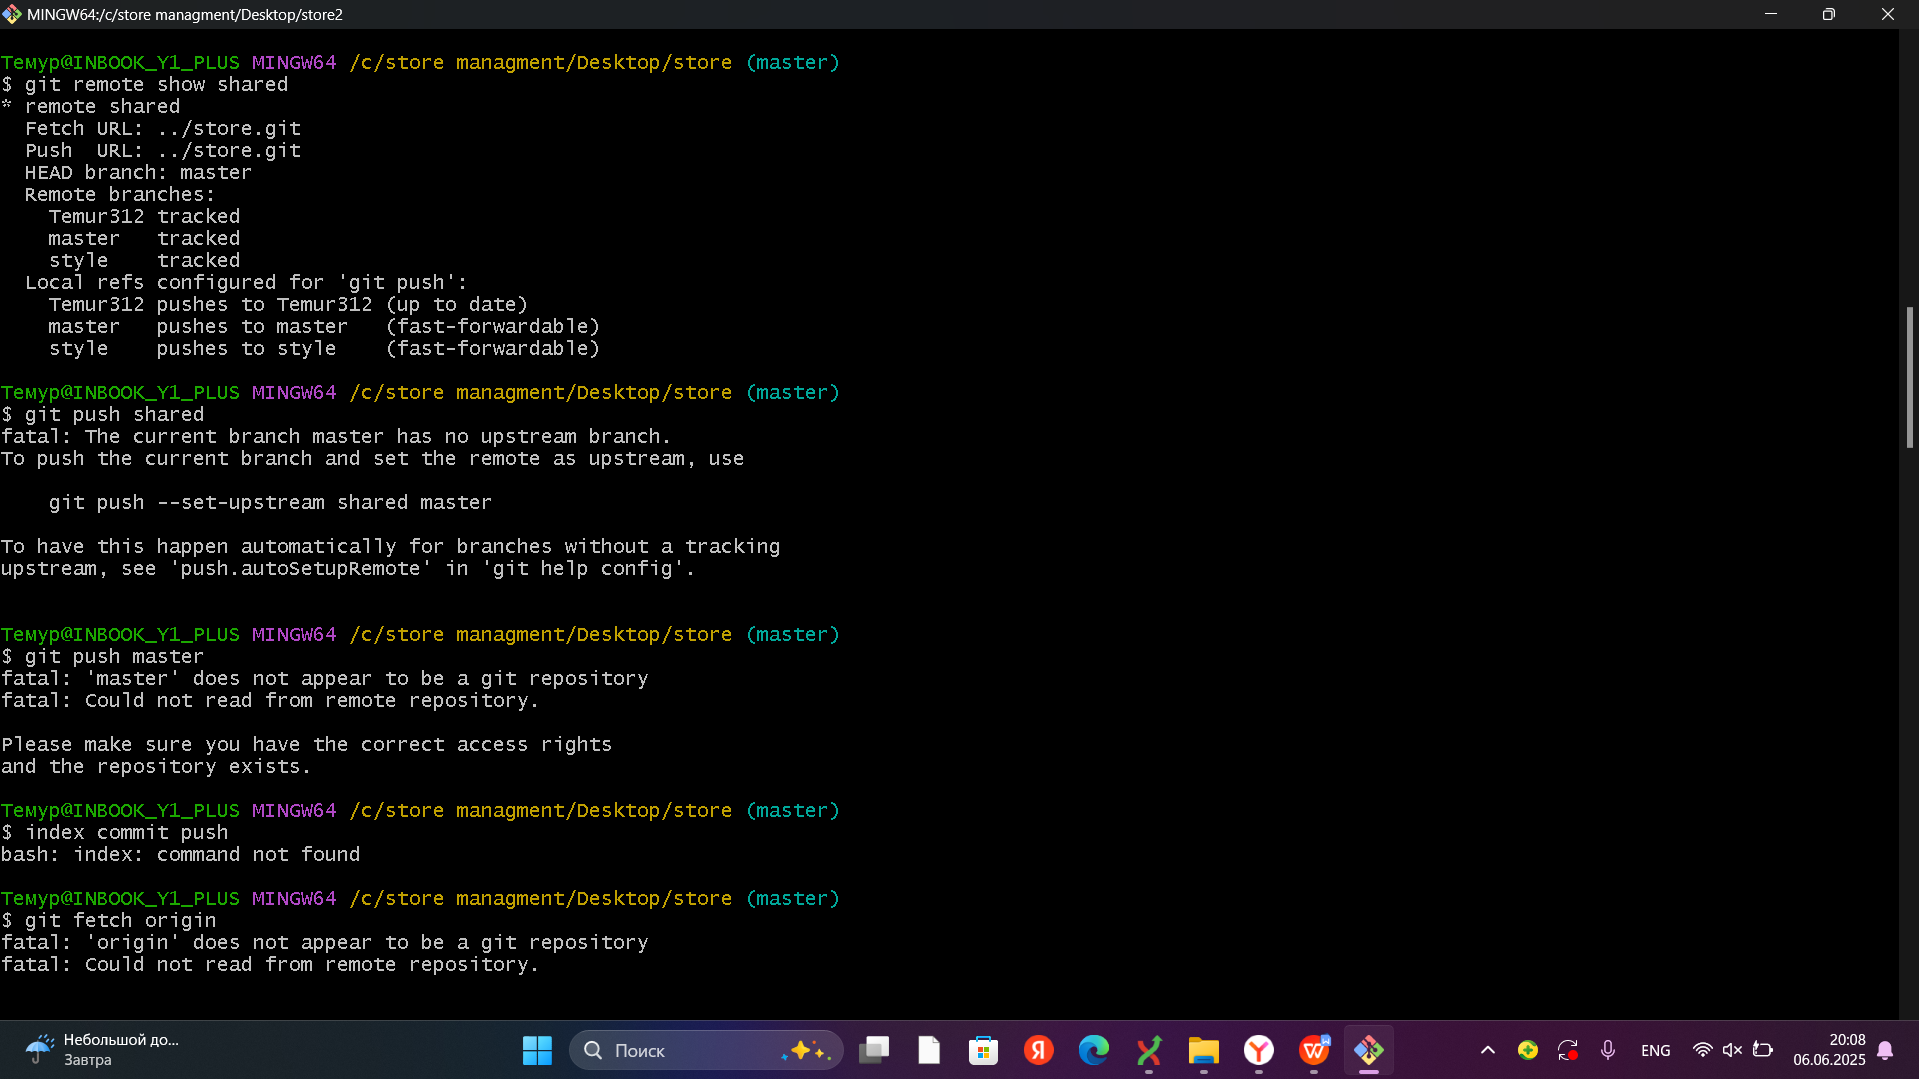 MINGW64:/c/store managment/Desktop/store2
Темур@INBOOK_Y1_PLUS MINGW64 /c/store managment/Desktop/store (master)
$ git remote show shared
* remote shared
  Fetch URL: ../store.git
  Push  URL: ../store.git
  HEAD branch: master
  Remote branches:
    Temur312 tracked
    master   tracked
    style    tracked
  Local refs configured for 'git push':
    Temur312 pushes to Temur312 (up to date)
    master   pushes to master   (fast-forwardable)
    style    pushes to style    (fast-forwardable)
Темур@INBOOK_Y1_PLUS MINGW64 /c/store managment/Desktop/store (master)
$ git push shared
fatal: The current branch master has no upstream branch.
To push the current branch and set the remote as upstream, use
    git push --set-upstream shared master
To have this happen automatically for branches without a tracking
upstream, see 'push.autoSetupRemote' in 'git help config'.
Темур@INBOOK_Y1_PLUS MINGW64 /c/store managment/Desktop/store (master)
$ git push master
fatal: 'master' does not appear to be a git repository
fatal: Could not read from remote repository.
Please make sure you have the correct access rights
and the repository exists.
Темур@INBOOK_Y1_PLUS MINGW64 /c/store managment/Desktop/store (master)
$ index commit push
bash: index: command not found
Темур@INBOOK_Y1_PLUS MINGW64 /c/store managment/Desktop/store (master)
$ git fetch origin
fatal: 'origin' does not appear to be a git repository
fatal: Could not read from remote repository.
Небольшой до...
Завтра
Поиск
Я
Y
W
W
ENG
20:08
06.06.2025